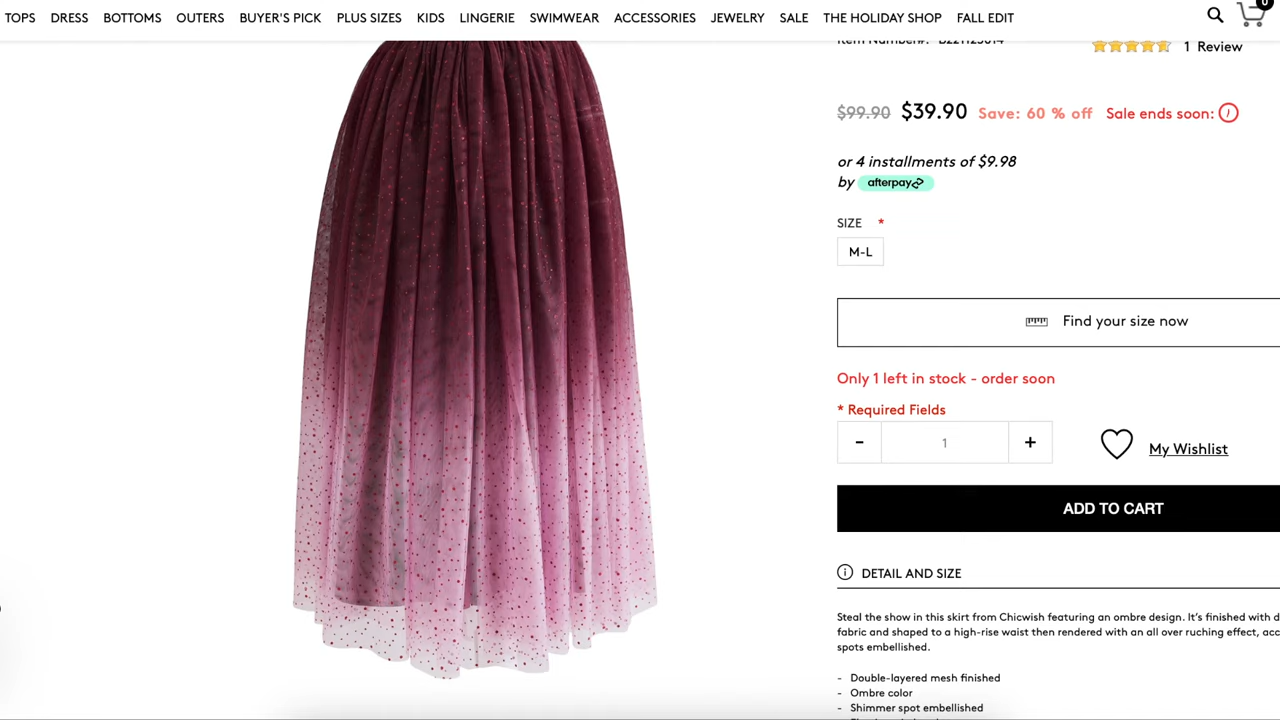 TOPS DRESS BOTTOMS OUTERS BUYER'S PICK PLUS SIZES KIDS LINGERIE SWIMWEAR ACCESSORIES JEWELRY SALE THE HOLIDAY SHOP FALL EDIT
0
1 Review
$99.90 $39.90 Save: 60 % off Sale ends soon:
or 4 installments of $9.98
by afterpay
SIZE *
M-L
Find your size now
Only 1 left in stock - order soon
* Required Fields
- 1 +
My Wishlist
ADD TO CART
DETAIL AND SIZE
Steal the show in this skirt from Chicwish featuring an ombre design. It's finished with
fabric and shaped to a high-rise waist then rendered with an all over ruching effect,
spots embellished.
- Double-layered mesh finished
- Ombre color
- Shimmer spot embellished